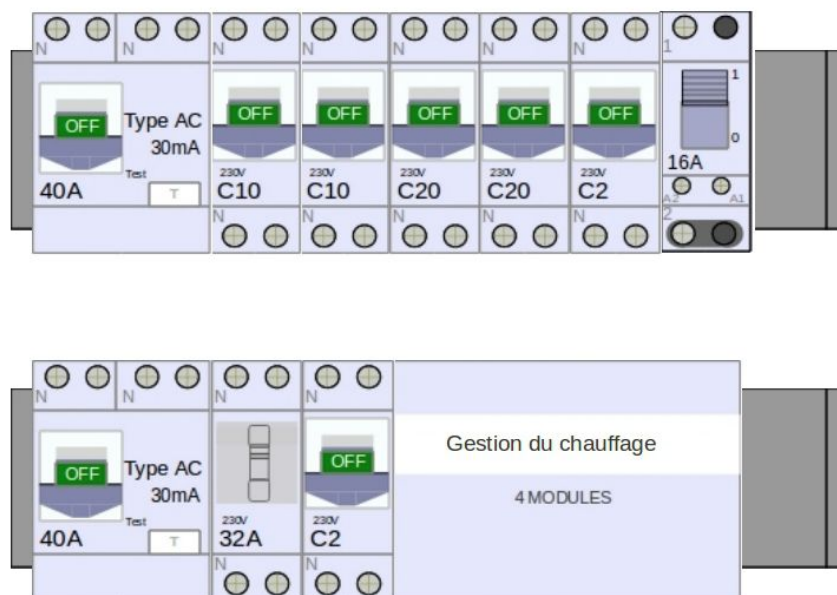 N N N N N N N 1
OFF OFF OFF OFF OFF OFF 1
Type AC
30mA 0
Test 230V 230V 230V 230V 230V 16A
40A T C10 C10 C20 C20 C2
A2 A1
N N N N N 2
N N N N
Gestion du chauffage
OFF OFF
Type AC
30mA 4 MODULES
Test 230V 230V
40A T 32A C2
N N